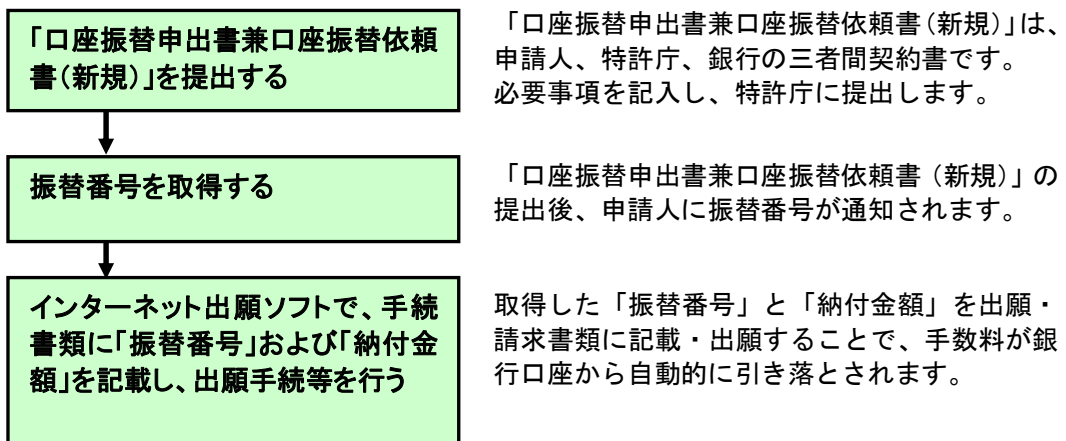 「口座振替申出書兼口座振替依頼
書（新規）」を提出する
「口座振替申出書兼口座振替依頼書（新規）」は、
申請人、特許庁、銀行の三者間契約書です。
必要事項を記入し、特許庁に提出します。
振替番号を取得する
「口座振替申出書兼口座振替依頼書（新規）」の
提出後、申請人に振替番号が通知されます。
インターネット出願ソフトで、手続
書類に「振替番号」および「納付金
額」を記載し、出願手続等を行う
取得した「振替番号」と「納付金額」を出願・
請求書類に記載・出願することで、手数料が銀
行口座から自動的に引き落とされます。